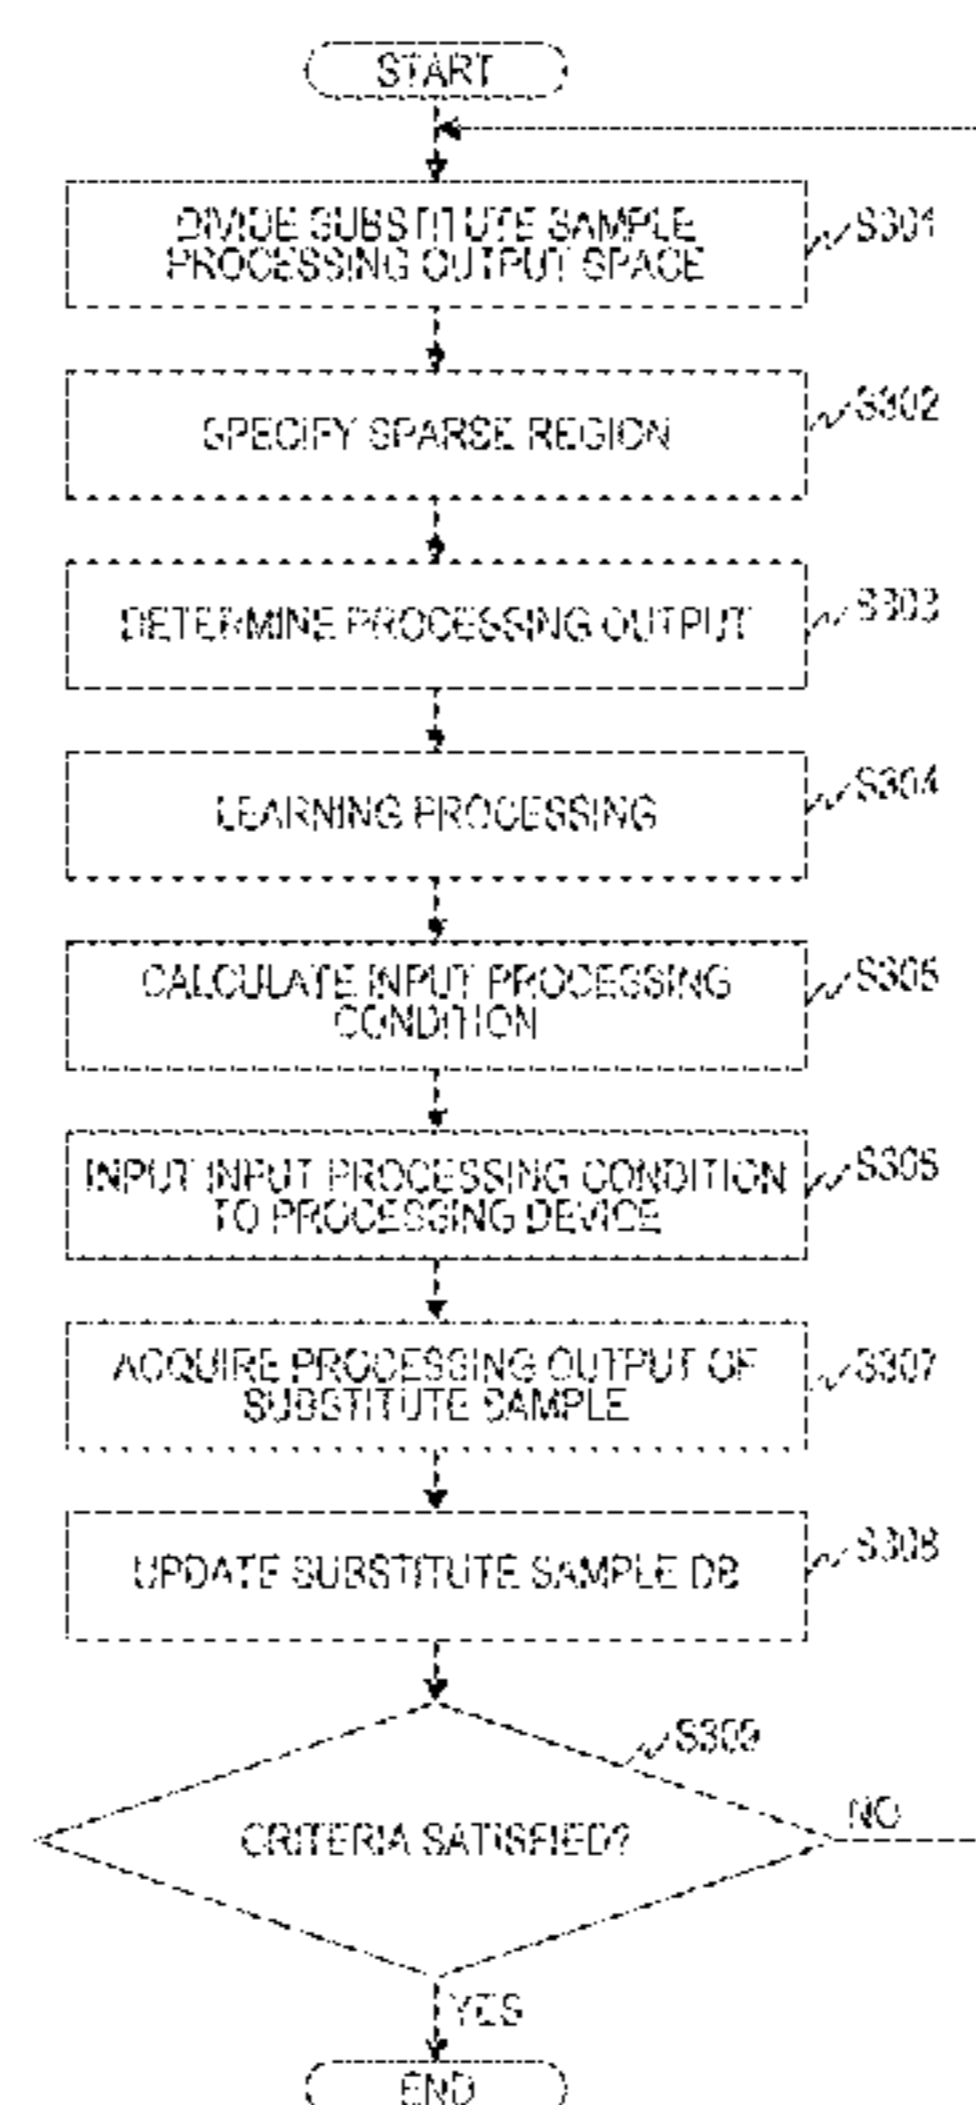 START
DIVIDE SUBSTITUTE SAMPLE
PROCESSING OUTPUT SPACE
S301
SPECIFY SPARSE REGION
S302
DETERMINE PROCESSING OUTPUT
S303
LEARNING PROCESSING
S304
CALCULATE INPUT PROCESSING
CONDITION
S305
INPUT INPUT PROCESSING CONDITION
TO PROCESSING DEVICE
S306
ACQUIRE PROCESSING OUTPUT OF
SUBSTITUTE SAMPLE
S307
UPDATE SUBSTITUTE SAMPLE DB
S308
S309
CRITERIA SATISFIED?
NO
YES
END